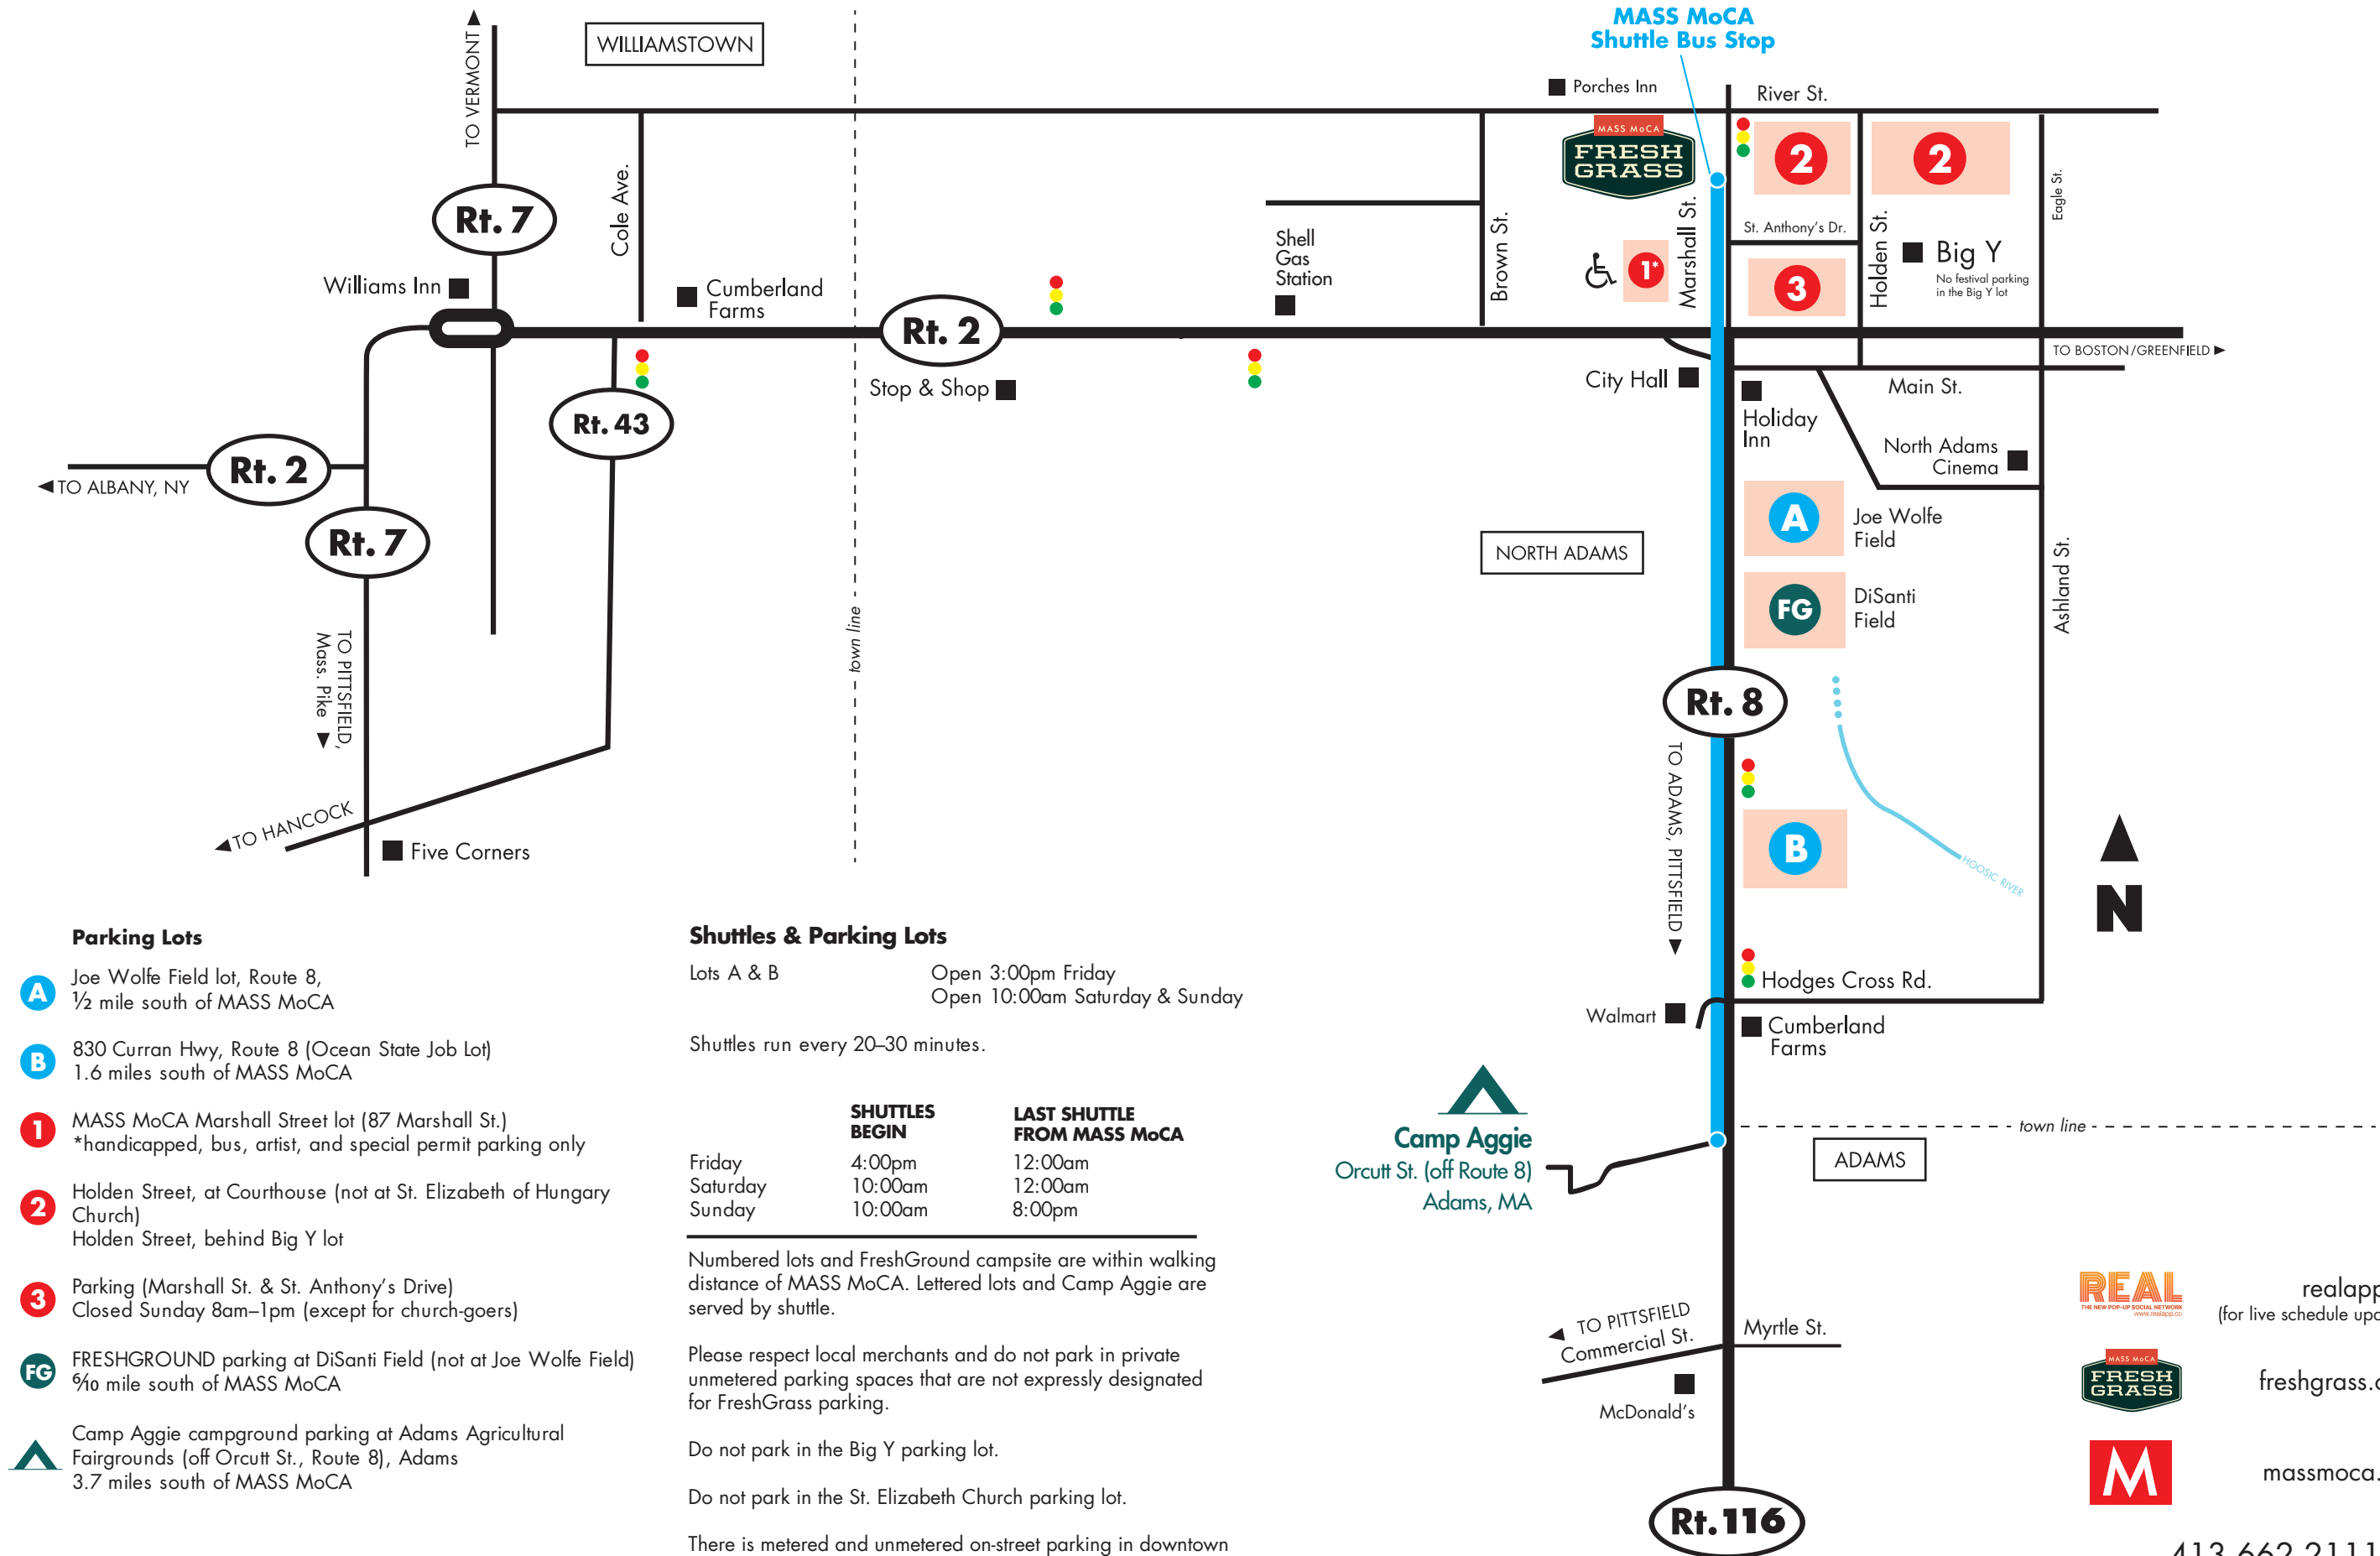 MASS MoCA
Shuttle Bus Stop
WILLIAMSTOWN
TO VERMONT
Porches Inn
River St.
MASS MoCA
FRESH
GRASS
2
2
Rt. 7
Cole Ave.
Brown St.
Marshall St.
St. Anthony's Dr.
Holden St.
Eagle St.
Shell
Gas
Station
1*
3
Big Y
No festival parking
in the Big Y lot
Williams Inn
Cumberland
Farms
Rt. 2
TO BOSTON/GREENFIELD
Stop & Shop
City Hall
Main St.
Holiday
Inn
Rt. 43
North Adams
Cinema
Rt. 2
TO ALBANY, NY
A
Joe Wolfe
Field
NORTH ADAMS
Rt. 7
FG
DiSanti
Field
Ashland St.
town line
TO PITTSFIELD,
Mass. Pike
Rt. 8
TO ADAMS, PITTSFIELD
TO HANCOCK
Five Corners
B
HOOSIC RIVER
N
Hodges Cross Rd.
Walmart
Cumberland
Farms
Camp Aggie
Orcutt St. (off Route 8)
Adams, MA
town line
ADAMS
TO PITTSFIELD
Commercial St.
Myrtle St.
McDonald's
Rt.116
Parking Lots
A
Joe Wolfe Field lot, Route 8,
½ mile south of MASS MoCA
B
830 Curran Hwy, Route 8 (Ocean State Job Lot)
1.6 miles south of MASS MoCA
1
MASS MoCA Marshall Street lot (87 Marshall St.)
*handicapped, bus, artist, and special permit parking only
2
Holden Street, at Courthouse (not at St. Elizabeth of Hungary
Church)
Holden Street, behind Big Y lot
3
Parking (Marshall St. & St. Anthony's Drive)
Closed Sunday 8am–1pm (except for church-goers)
FG
FRESHGROUND parking at DiSanti Field (not at Joe Wolfe Field)
6/10 mile south of MASS MoCA
Camp Aggie campground parking at Adams Agricultural
Fairgrounds (off Orcutt St., Route 8), Adams
3.7 miles south of MASS MoCA
Shuttles & Parking Lots
Lots A & B Open 3:00pm Friday
Open 10:00am Saturday & Sunday
Shuttles run every 20–30 minutes.
SHUTTLES
BEGIN
LAST SHUTTLE
FROM MASS MoCA
Friday 4:00pm 12:00am
Saturday 10:00am 12:00am
Sunday 10:00am 8:00pm
Numbered lots and FreshGround campsite are within walking
distance of MASS MoCA. Lettered lots and Camp Aggie are
served by shuttle.
Please respect local merchants and do not park in private
unmetered parking spaces that are not expressly designated
for FreshGrass parking.
Do not park in the Big Y parking lot.
Do not park in the St. Elizabeth Church parking lot.
There is metered and unmetered on-street parking in downtown
REAL
THE NEW POP-UP SOCIAL NETWORK
www.realapp.co
realapp
(for live schedule upd
MASS MoCA
FRESH
GRASS
freshgrass.
M
massmoca.
413.662.2111